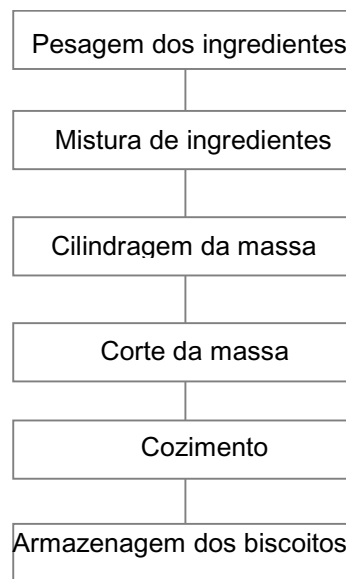 Pesagem dos ingredientes
Mistura de ingredientes
Cilindragem da massa
Corte da massa
Cozimento
Armazenagem dos biscoitos